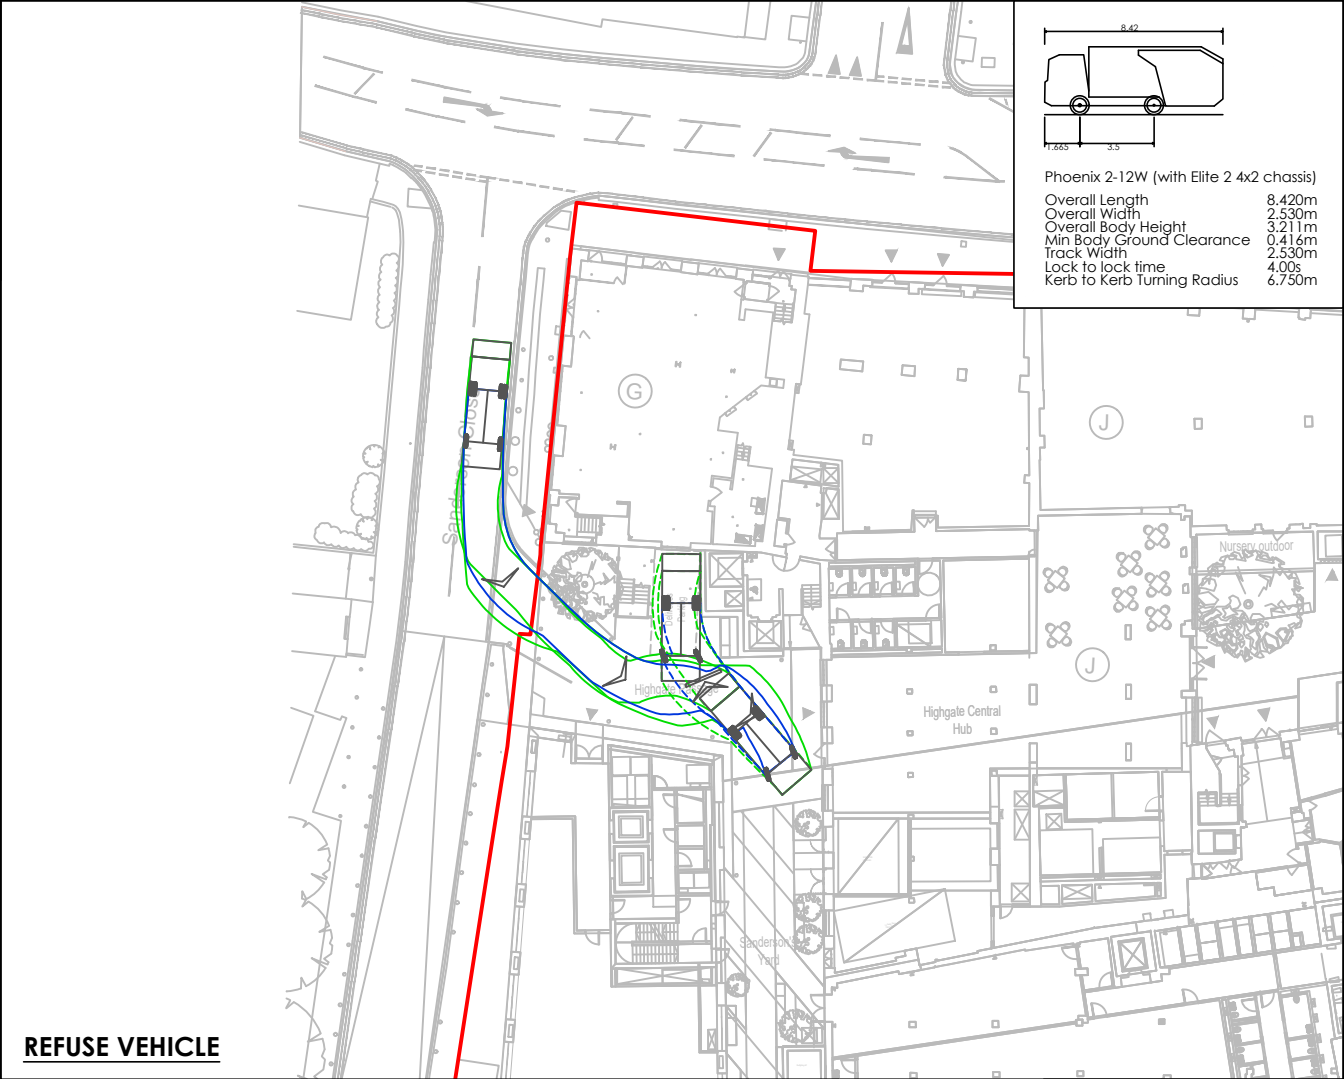 8.42
1.665
3.5
Phoenix 2-12W (with Elite 2 4x2 chassis)
Overall Length 8.420m
Overall Width 2.530m
Overall Body Height 3.211m
Min Body Ground Clearance 0.416m
Track Width 2.530m
Lock to lock time 4.00s
Kerb to Kerb Turning Radius 6.750m
G
J
Nursery outdoor
J
Highgate Central
Hub
REFUSE VEHICLE